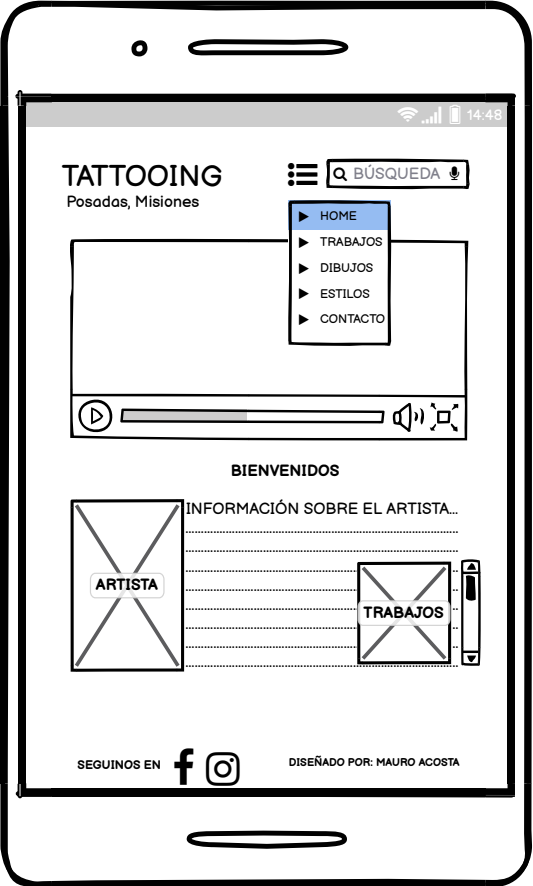 14:48
TATTOOING
Posadas, Misiones
BÚSQUEDA
HOME
TRABAJOS
DIBUJOS
ESTILOS
CONTACTO
BIENVENIDOS
INFORMACIÓN SOBRE EL ARTISTA...
ARTISTA
TRABAJOS
SEGUINOS EN
DISEÑADO POR: MAURO ACOSTA